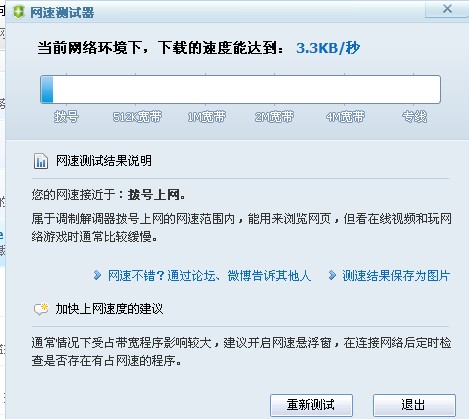 网速测试器
当前网络环境下，下载的速度能达到： 3.3KB/秒
拨号 512K宽带 1M宽带 2M宽带 4M宽带 专线
网速测试结果说明
您的网速接近于：拨号上网。
属于调制解调器拨号上网的网速范围内，能用来浏览网页，但看在线视频和玩网
络游戏时通常比较缓慢。
网速不错？通过论坛、微博告诉其他人 测速结果保存为图片
加快上网速度的建议
通常情况下受占带宽程序影响较大，建议开启网速悬浮窗，在连接网络后定时检
查是否存在有占网速的程序。
重新测试 退出